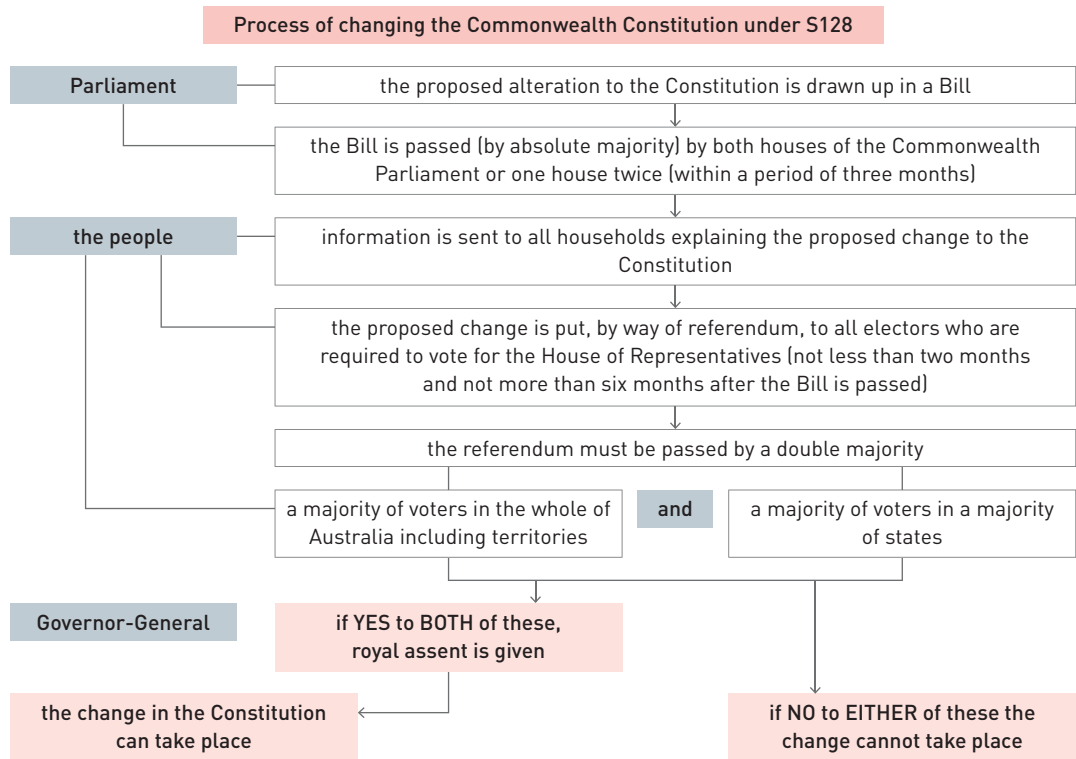 Process of changing the Commonwealth Constitution under S128
Parliament
the proposed alteration to the Constitution is drawn up in a Bill
the Bill is passed (by absolute majority) by both houses of the Commonwealth
Parliament or one house twice (within a period of three months)
the people
information is sent to all households explaining the proposed change to the
Constitution
the proposed change is put, by way of referendum, to all electors who are
required to vote for the House of Representatives (not less than two months
and not more than six months after the Bill is passed)
the referendum must be passed by a double majority
a majority of voters in the whole of
Australia including territories
and
a majority of voters in a majority
of states
Governor-General
if YES to BOTH of these,
royal assent is given
the change in the Constitution
can take place
if NO to EITHER of these the
change cannot take place